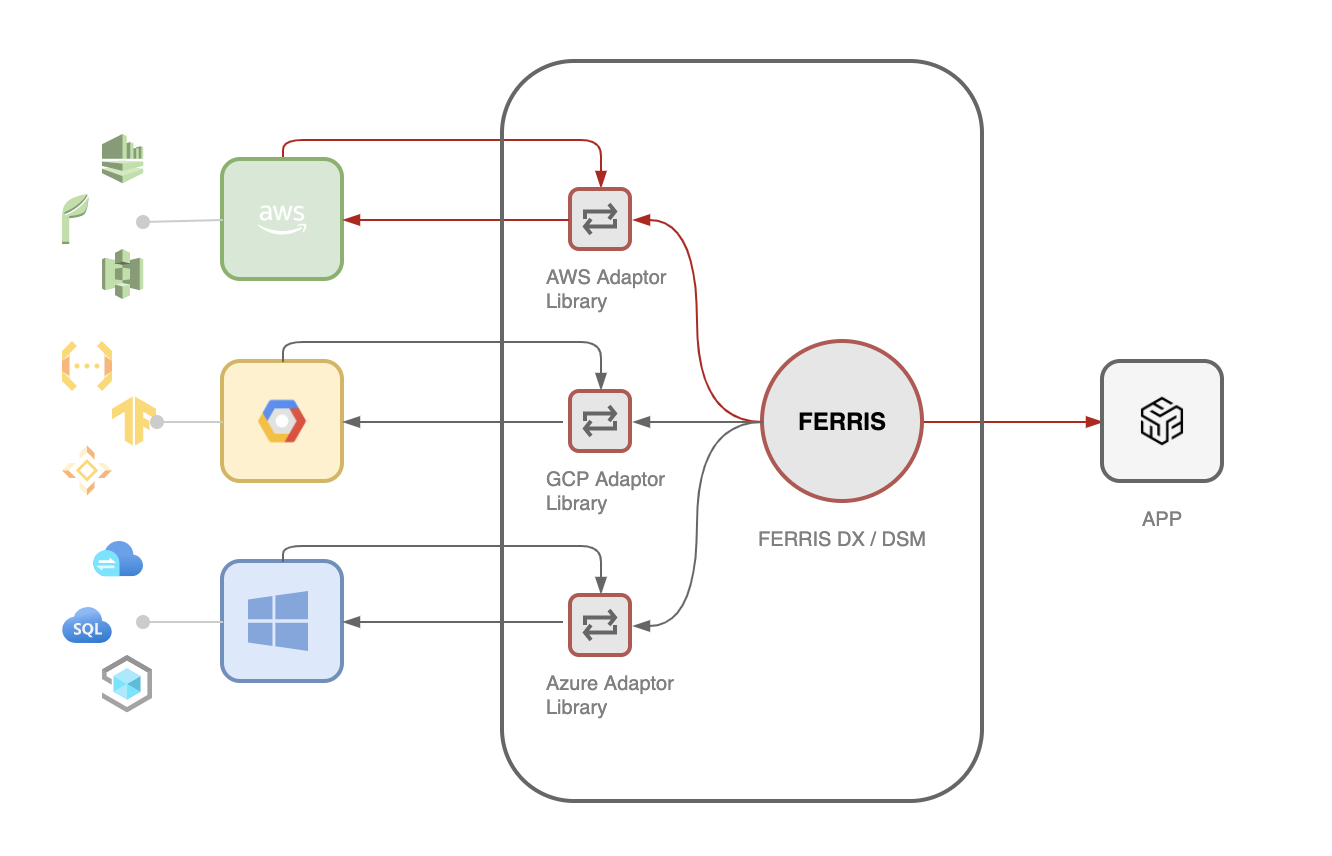 aws
AWS Adaptor
Library
GCP Adaptor
Library
FERRIS
FERRIS DX / DSM
APP
SQL
Azure Adaptor
Library